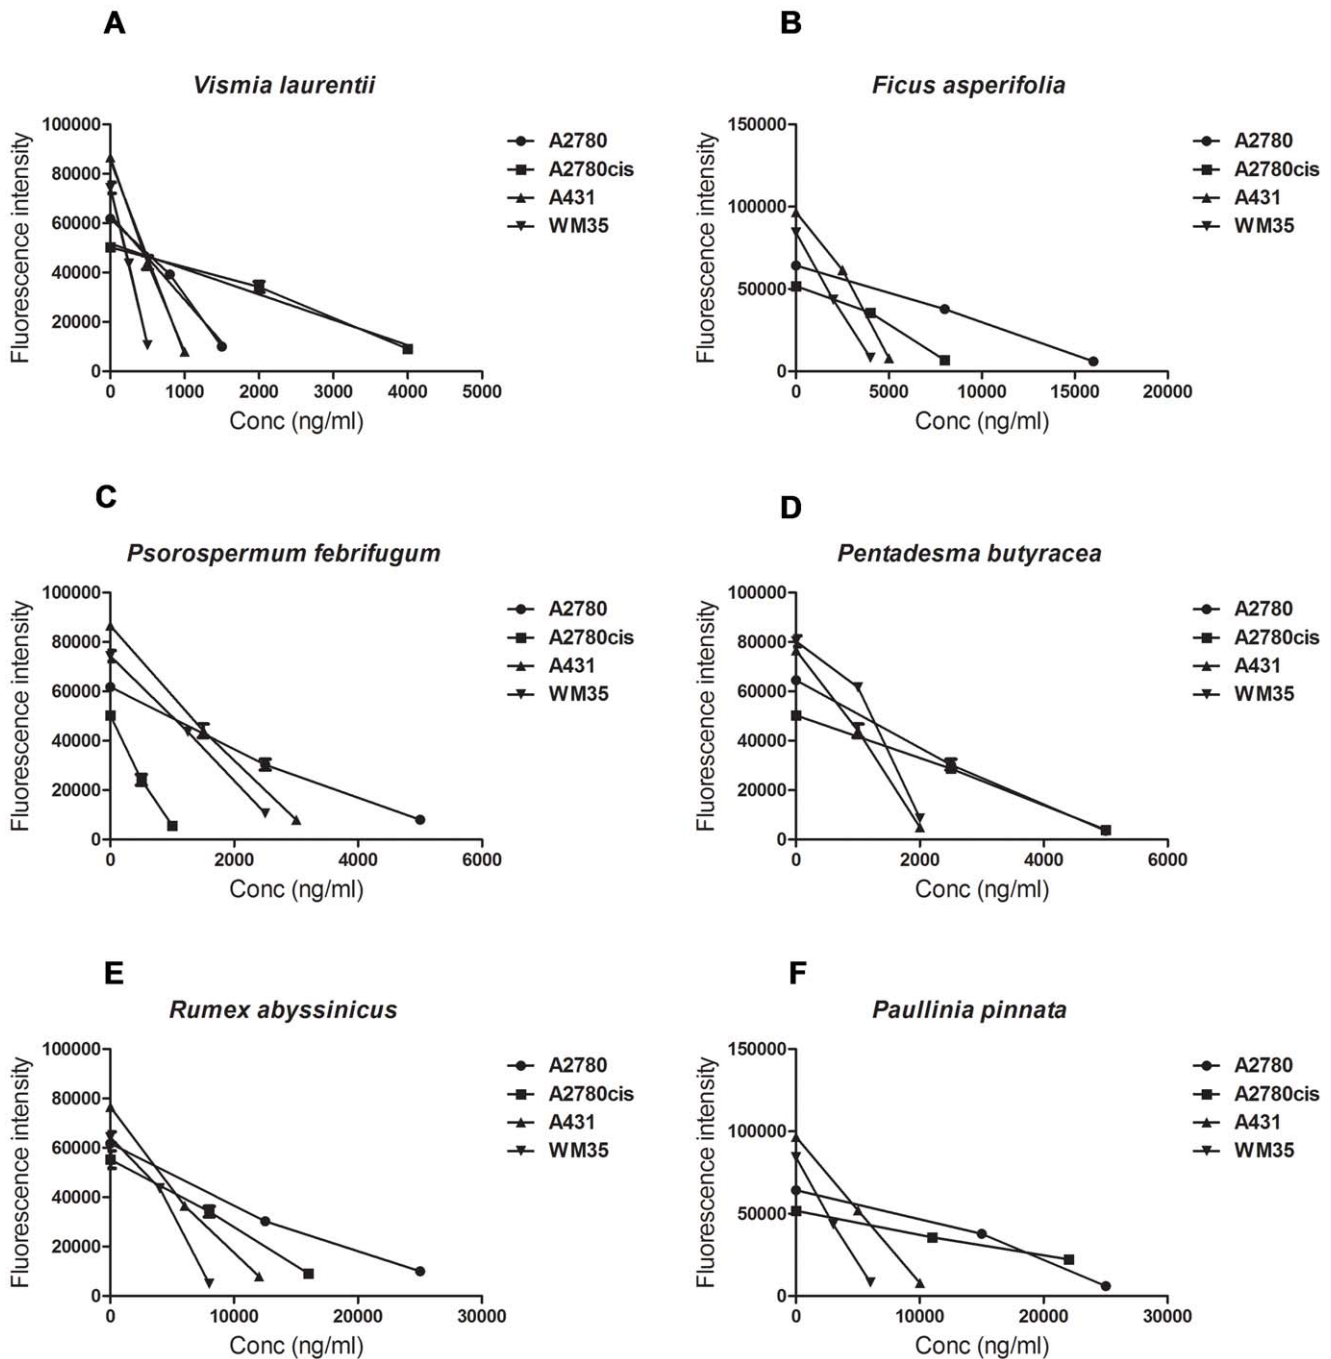 A
Vismia laurentii
Fluorescence intensity
100000
80000
60000
40000
20000
0
0 1000 2000 3000 4000 5000
Conc (ng/ml)
A2780
A2780cis
A431
WM35
B
Ficus asperifolia
Fluorescence intensity
150000
100000
50000
0
0 5000 10000 15000 20000
Conc (ng/ml)
A2780
A2780cis
A431
WM35
C
Psorospermum febrifugum
Fluorescence intensity
100000
80000
60000
40000
20000
0
0 2000 4000 6000
Conc (ng/ml)
A2780
A2780cis
A431
WM35
D
Pentadesma butyracea
Fluorescence intensity
100000
80000
60000
40000
20000
0
0 2000 4000 6000
Conc (ng/ml)
A2780
A2780cis
A431
WM35
E
Rumex abyssinicus
Fluorescence intensity
100000
80000
60000
40000
20000
0
0 10000 20000 30000
Conc (ng/ml)
A2780
A2780cis
A431
WM35
F
Paullinia pinnata
Fluorescence intensity
150000
100000
50000
0
0 10000 20000 30000
Conc (ng/ml)
A2780
A2780cis
A431
WM35